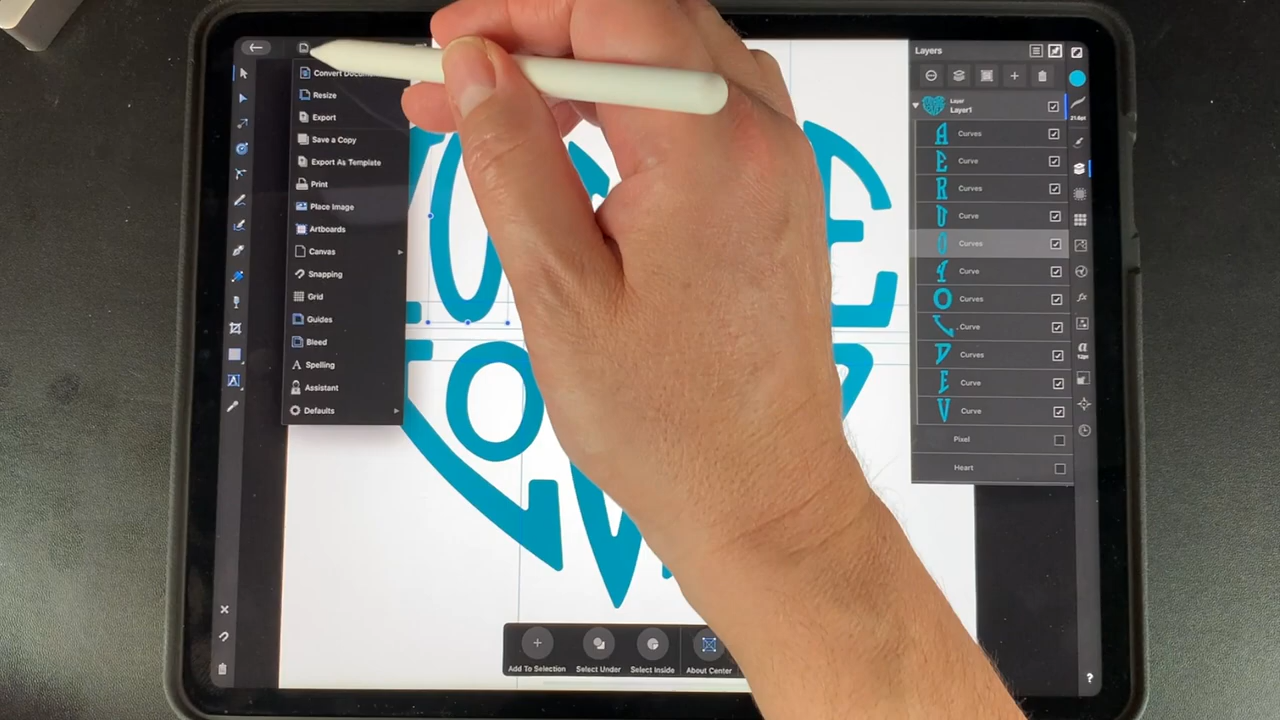 Convert
Resize
Export
Save a Copy
Export As Template
Print
Place Image
Artboards
Canvas
Snapping
Grid
Guides
Bleed
Spelling
Assistant
Defaults
Add To Selection
Select Under
Select Inside
About Center
Layers
Layer
Layer1
Curves
Curve
Curves
Curve
Curves
Curve
Curves
Curve
Curves
Curve
Curve
Pixel
Heart